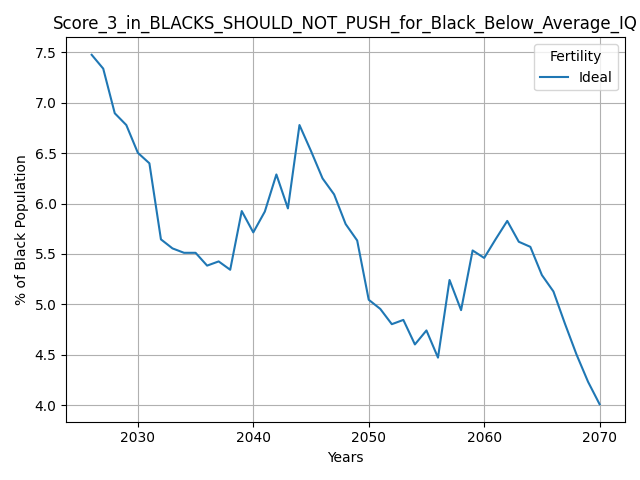 Score_3_in_BLACKS_SHOULD_NOT_PUSH_for_Black_Below_Average_IQ
Fertility
Ideal
7.5
7.0
6.5
6.0
5.5
5.0
4.5
4.0
% of Black Population
2030 2040 2050 2060 2070
Years